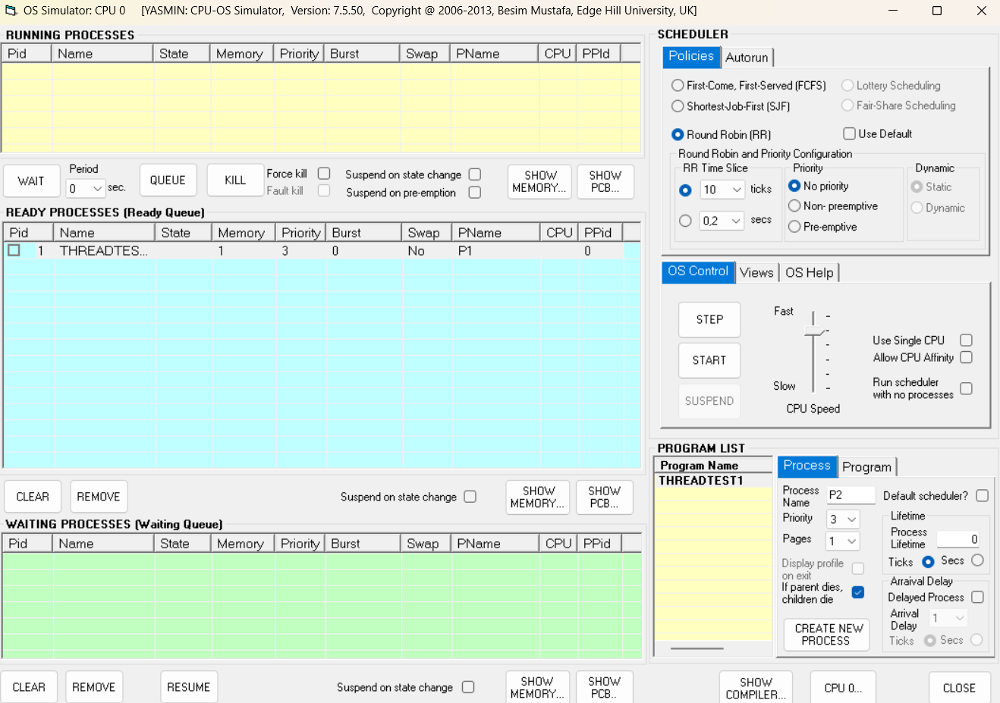 OS Simulator: CPU 0 [YASMIN: CPU-OS Simulator, Version: 7.5.50, Copyright @ 2006-2013, Besim Mustafa, Edge Hill University, UK]
RUNNING PROCESSES
Pid Name State Memory Priority Burst Swap PName CPU PPId
WAIT
Period
0 sec.
QUEUE
KILL
Force kill
Fault kill
Suspend on state change
Suspend on pre-emption
SHOW
MEMORY...
SHOW
PCB...
READY PROCESSES (Ready Queue)
Pid Name State Memory Priority Burst Swap PName CPU PPid
1 THREADTES... 1 3 0 No P1 0
CLEAR
REMOVE
Suspend on state change
SHOW
MEMORY...
SHOW
PCB...
WAITING PROCESSES (Waiting Queue)
Pid Name State Memory Priority Burst Swap PName CPU PPid
CLEAR
REMOVE
RESUME
Suspend on state change
SHOW
MEMORY...
SHOW
PCB..
SCHEDULER
Policies Autorun
First-Come, First-Served (FCFS)
Lottery Scheduling
Shortest-Job-First (SJF)
Fair-Share Scheduling
Round Robin (RR)
Use Default
Round Robin and Priority Configuration
RR Time Slice
10 ticks
0,2 secs
Priority
No priority
Non- preemptive
Pre-emptive
Dynamic
Static
Dynamic
OS Control Views OS Help
STEP
START
SUSPEND
Fast
Slow
CPU Speed
Use Single CPU
Allow CPU Affinity
Run scheduler
with no processes
PROGRAM LIST
Program Name
THREADTEST1
Process Program
Process
Name
P2
Default scheduler?
Priority 3
Pages 1
Display profile
on exit
If parent dies,
children die
CREATE NEW
PROCESS
Lifetime
Process
Lifetime
0
Ticks Secs
Arraival Delay
Delayed Process
Arrival
Delay
1
Ticks Secs
SHOW
COMPILER...
CPU 0...
CLOSE